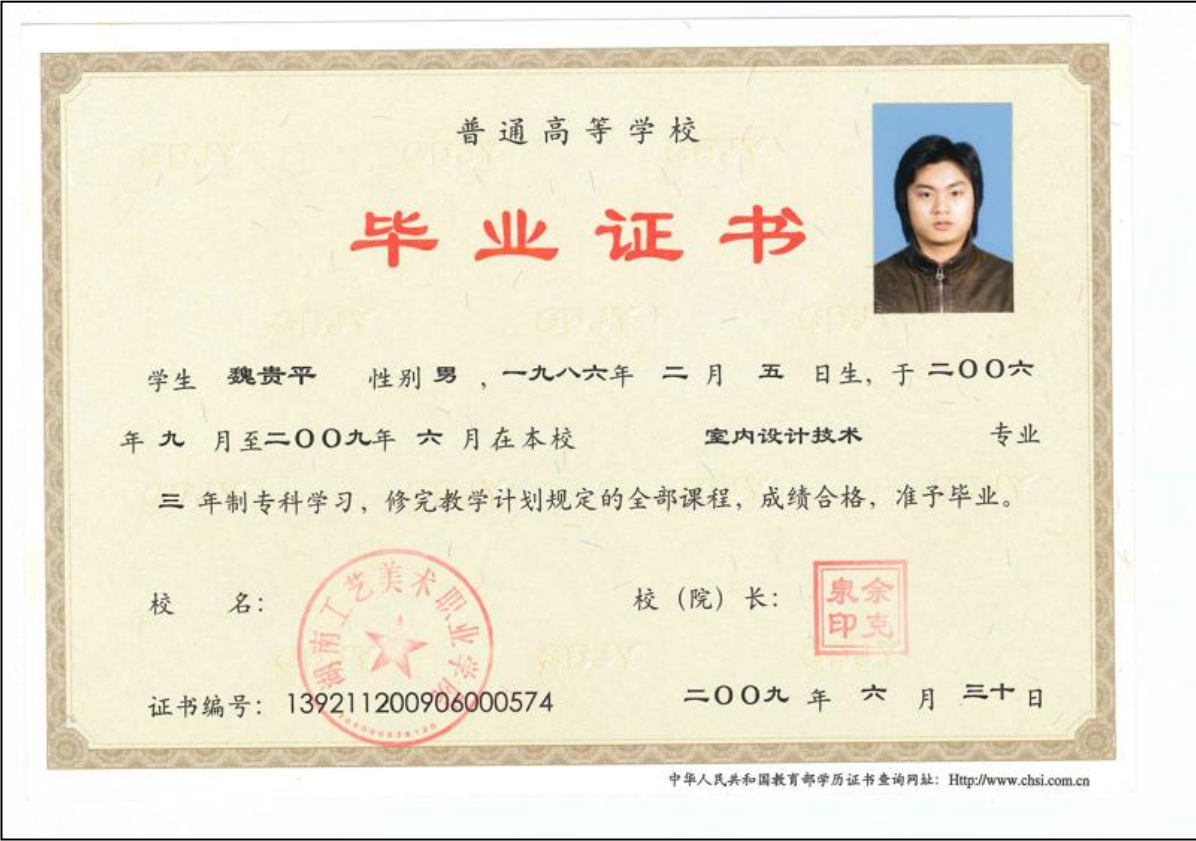 普通高等学校
毕业证书
学生 魏贵平 性别 男 ，一九八六年 二 月 五 日生，于 二〇〇六
年 九 月至二〇〇九年 六 月在本校 室内设计技术 专业
三 年制专科学习，修完教学计划规定的全部课程，成绩合格，准予毕业。
校 名：
湖南工艺美术职业学院
校（院）长：
余克泉印
证书编号：139211200906000574
二〇〇九 年 六 月 三十 日
中华人民共和国教育部学历证书查询网址：Http://www.chsi.com.cn